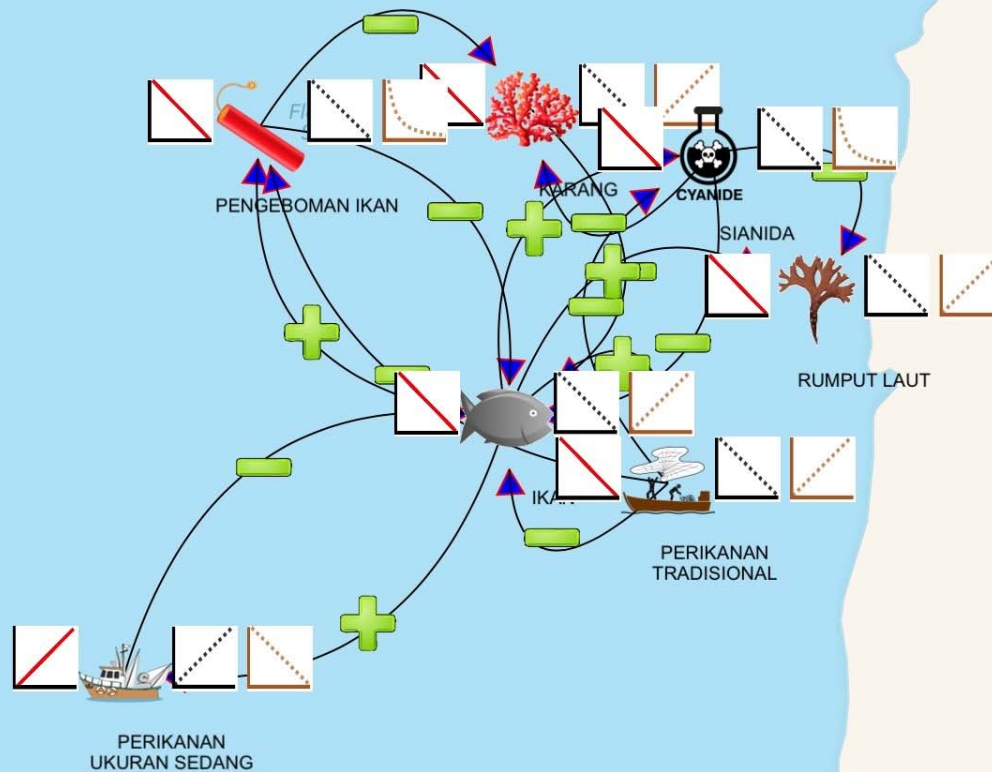 PENGEBOMAN IKAN
KARANG
CYANIDE
SIANIDA
RUMPUT LAUT
PERIKANAN
TRADISIONAL
PERIKANAN
UKURAN SEDANG